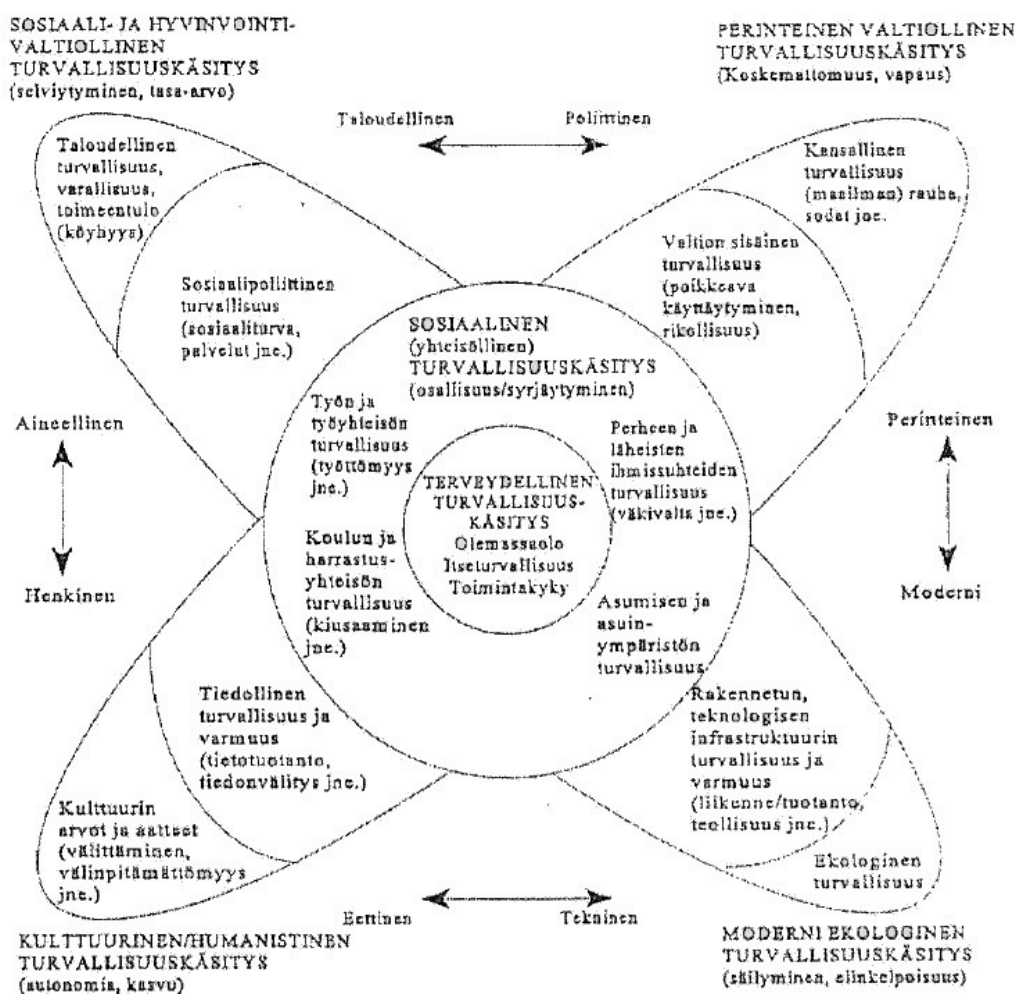 SOSIAALI- JA HYVINVOINTI-
VALTIOLLINEN
TURVALLISUUSKÄSITYS
(selviytyminen, tasa-arvo)
PERINTEINEN VALTIOLLINEN
TURVALLISUUSKÄSITYS
(Koskemattomuus, vapaus)
Taloudellinen
Poliittinen
Taloudellinen
turvallisuus,
varallisuus,
toimeentulo
(köyhyys)
Kansallinen
turvallisuus
(maailman) rauha,
sodat jne.
Sosiaalipoliittinen
turvallisuus
(sosiaaliturva,
palvelut jne.)
Valtion sisäinen
turvallisuus
(poikkeava
käyttäytyminen,
rikollisuus)
SOSIAALINEN
(yhteisöllinen)
TURVALLISUUSKÄSITYS
(osallisuus/syrjäytyminen)
Työn ja
työyhteisön
turvallisuus
(työttömyys
jne.)
Perheen ja
läheisten
ihmissuhteiden
turvallisuus
(väkivalta jne.)
Aineellinen
Henkinen
Perinteinen
Moderni
TERVEYDELLINEN
TURVALLISUUS-
KÄSITYS
Olemassaolo
Itseturvallisuus
Toimintakyky
Koulun ja
harrastus-
yhteisön
turvallisuus
(kiusaaminen
jne.)
Asumisen ja
asuin-
ympäristön
turvallisuus
Tiedollinen
turvallisuus ja
varmuus
(tietotuotanto,
tiedonvälitys jne.)
Rakennetun,
teknologisen
infrastruktuurin
turvallisuus ja
varmuus
(liikenne/tuotanto,
teollisuus jne.)
Kulttuurin
arvot ja aatteet
(välittäminen,
välinpitämättömyys
jne.)
Ekologinen
turvallisuus
Eettinen
Tekninen
KULTTUURINEN/HUMANISTINEN
TURVALLISUUSKÄSITYS
(autonomia, kasvu)
MODERNI EKOLOGINEN
TURVALLISUUSKÄSITYS
(säilyminen, elinkelpoisuus)